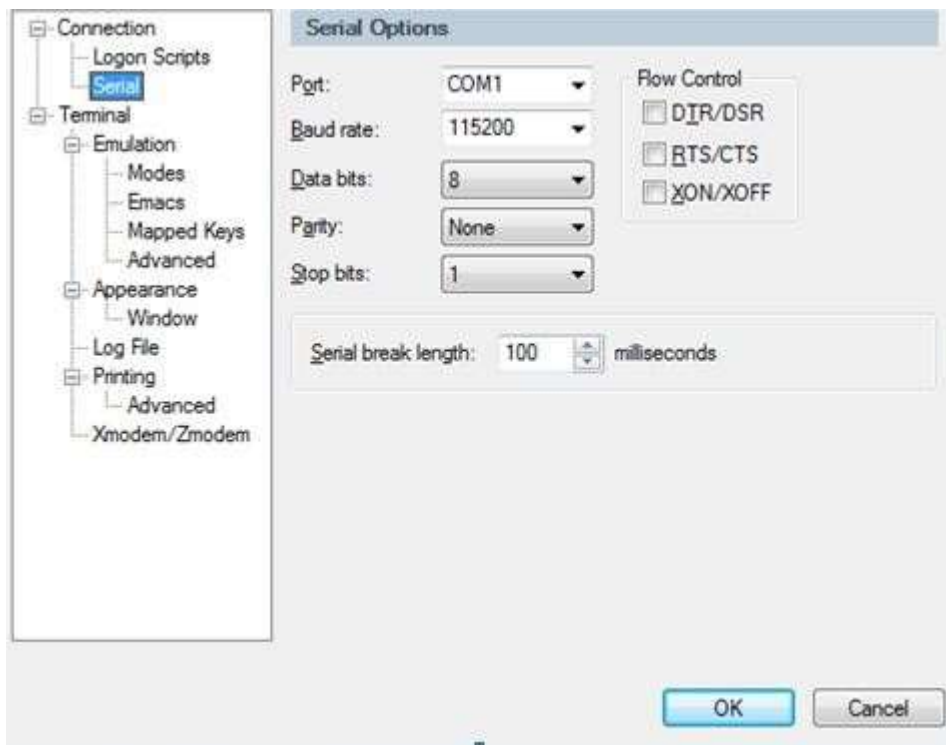 Connection
Logon Scripts
Serial
Terminal
Emulation
Modes
Emacs
Mapped Keys
Advanced
Appearance
Window
Log File
Printing
Advanced
Xmodem/Zmodem
Serial Options
Port: COM1
Baud rate: 115200
Data bits: 8
Parity: None
Stop bits: 1
Flow Control
DTR/DSR
RTS/CTS
XON/XOFF
Serial break length: 100 milliseconds
OK Cancel